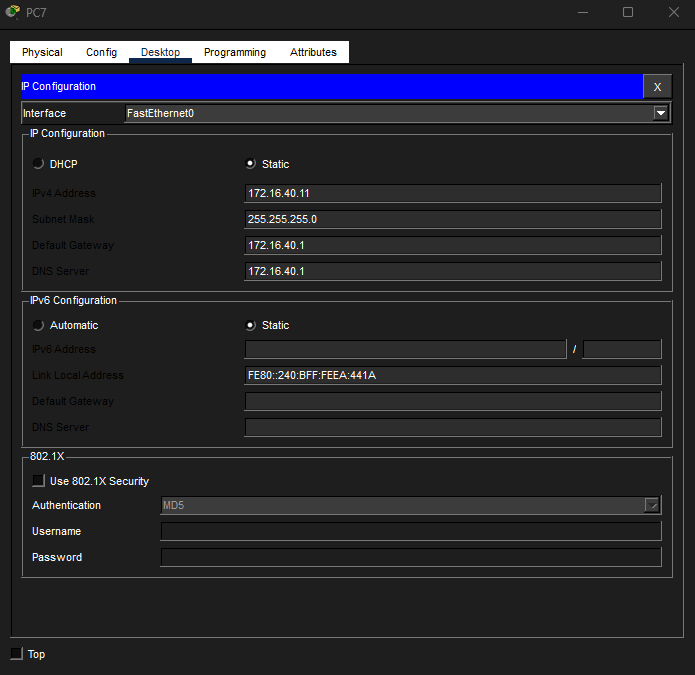 PC7
Physical Config Desktop Programming Attributes
IP Configuration X
Interface FastEthernet0
IP Configuration
DHCP Static
IPv4 Address 172.16.40.11
Subnet Mask 255.255.255.0
Default Gateway 172.16.40.1
DNS Server 172.16.40.1
IPv6 Configuration
Automatic Static
IPv6 Address /
Link Local Address FE80::240:BFF:FEEA:441A
Default Gateway
DNS Server
802.1X
Use 802.1X Security
Authentication MD5
Username
Password
Top